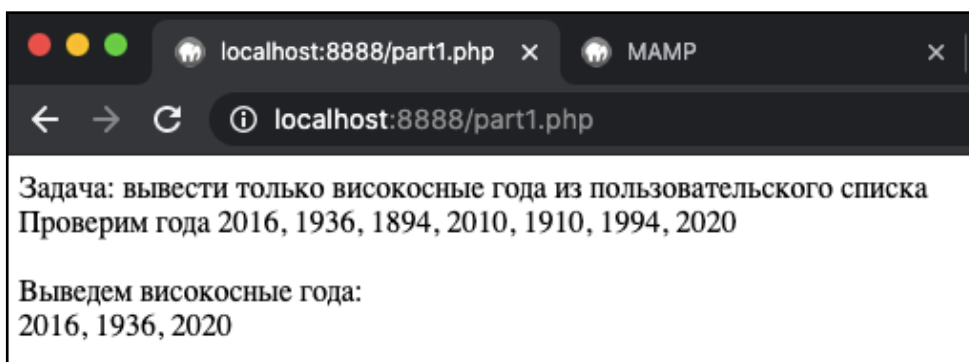 localhost:8888/part1.php
MAMP
localhost:8888/part1.php
Задача: вывести только високосные года из пользовательского списка
Проверим года 2016, 1936, 1894, 2010, 1910, 1994, 2020
Выведем високосные года:
2016, 1936, 2020